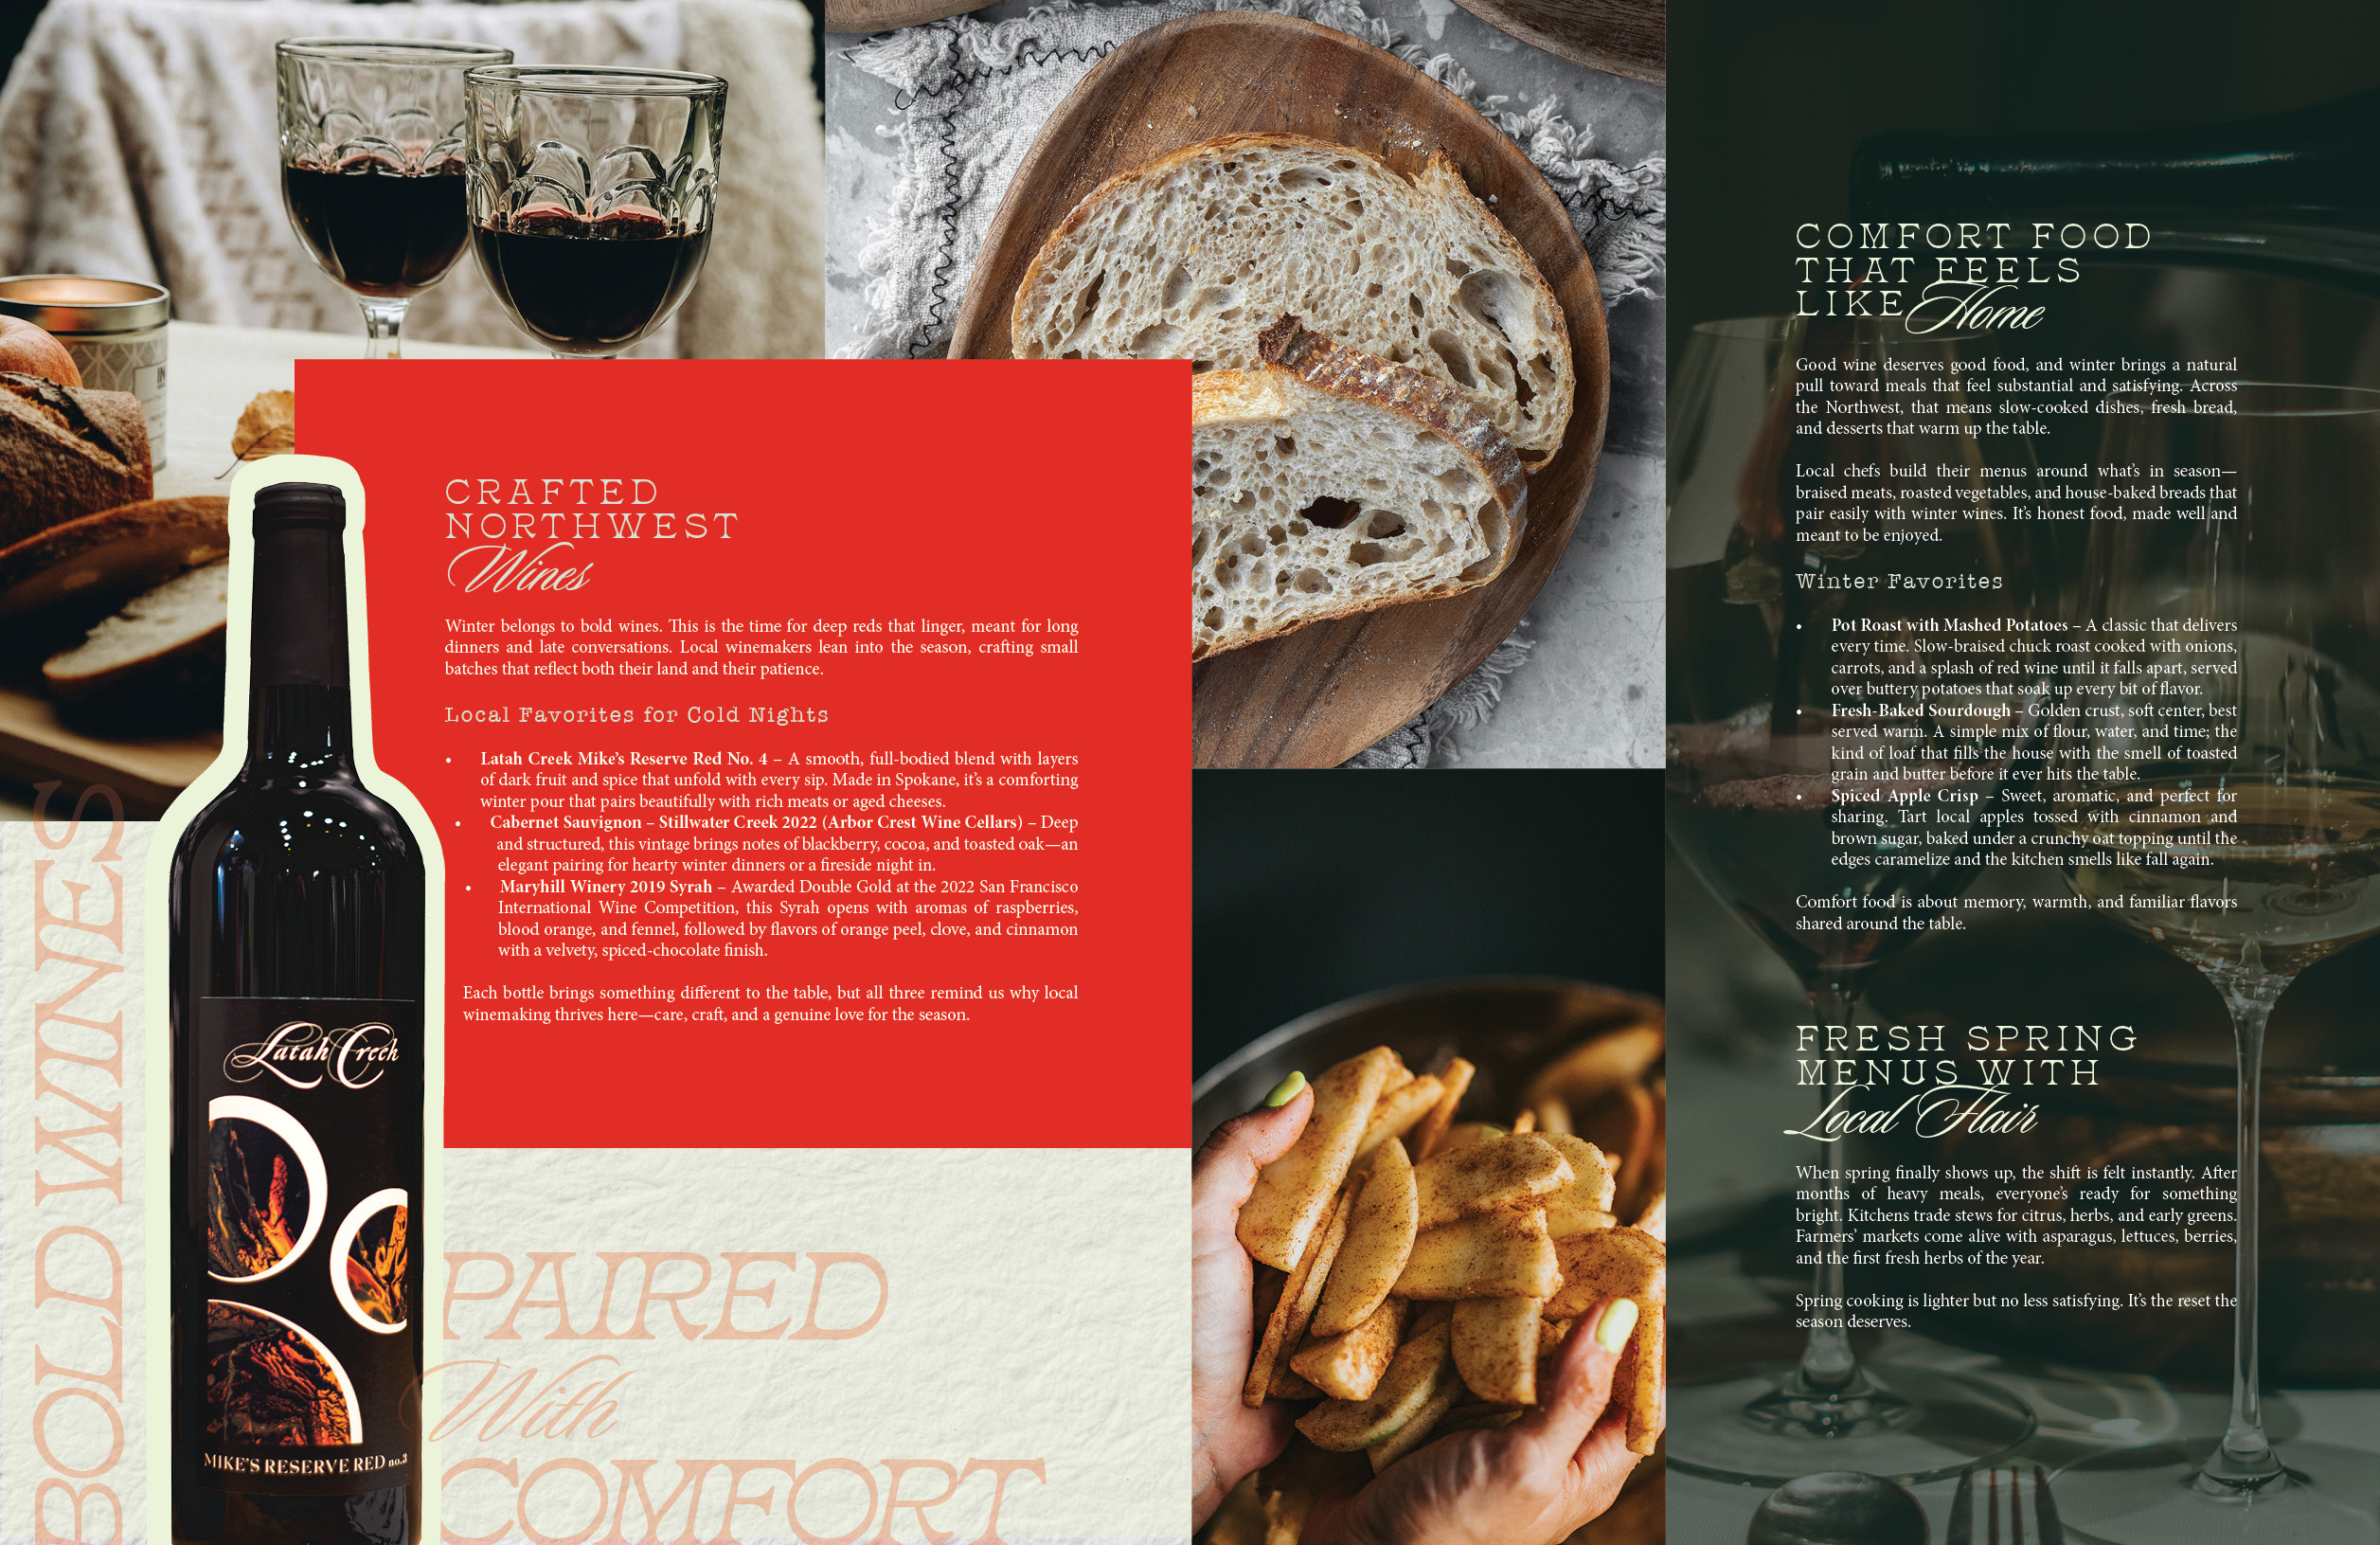 CRAFTED
NORTHWEST
Wines
Winter belongs to bold wines. This is the time for deep reds that linger, meant for long
dinners and late conversations. Local winemakers lean into the season, crafting small
batches that reflect both their land and their patience.
Local Favorites for Cold Nights
• Latah Creek Mike’s Reserve Red No. 4 – A smooth, full-bodied blend with layers
of dark fruit and spice that unfold with every sip. Made in Spokane, it’s a comforting
winter pour that pairs beautifully with rich meats or aged cheeses.
• Cabernet Sauvignon – Stillwater Creek 2022 (Arbor Crest Wine Cellars) – Deep
and structured, this vintage brings notes of blackberry, cocoa, and toasted oak—an
elegant pairing for hearty winter dinners or a fireside night in.
• Maryhill Winery 2019 Syrah – Awarded Double Gold at the 2022 San Francisco
International Wine Competition, this Syrah opens with aromas of raspberries,
blood orange, and fennel, followed by flavors of orange peel, clove, and cinnamon
with a velvety, spiced-chocolate finish.
Each bottle brings something different to the table, but all three remind us why local
winemaking thrives here—care, craft, and a genuine love for the season.
BOLD WINES
PAIRED
With
COMFORT
Latah Creek
MIKE’S RESERVE RED no.3
COMFORT FOOD
THAT FEELS
LIKE Home
Good wine deserves good food, and winter brings a natural
pull toward meals that feel substantial and satisfying. Across
the Northwest, that means slow-cooked dishes, fresh bread,
and desserts that warm up the table.
Local chefs build their menus around what’s in season—
braised meats, roasted vegetables, and house-baked breads that
pair easily with winter wines. It’s honest food, made well and
meant to be enjoyed.
Winter Favorites
• Pot Roast with Mashed Potatoes – A classic that delivers
every time. Slow-braised chuck roast cooked with onions,
carrots, and a splash of red wine until it falls apart, served
over buttery potatoes that soak up every bit of flavor.
• Fresh-Baked Sourdough – Golden crust, soft center, best
served warm. A simple mix of flour, water, and time; the
kind of loaf that fills the house with the smell of toasted
grain and butter before it ever hits the table.
• Spiced Apple Crisp – Sweet, aromatic, and perfect for
sharing. Tart local apples tossed with cinnamon and
brown sugar, baked under a crunchy oat topping until the
edges caramelize and the kitchen smells like fall again.
Comfort food is about memory, warmth, and familiar flavors
shared around the table.
FRESH SPRING
MENUS WITH
Local Flair
When spring finally shows up, the shift is felt instantly. After
months of heavy meals, everyone’s ready for something
bright. Kitchens trade stews for citrus, herbs, and early greens.
Farmers’ markets come alive with asparagus, lettuces, berries,
and the first fresh herbs of the year.
Spring cooking is lighter but no less satisfying. It’s the reset the
season deserves.